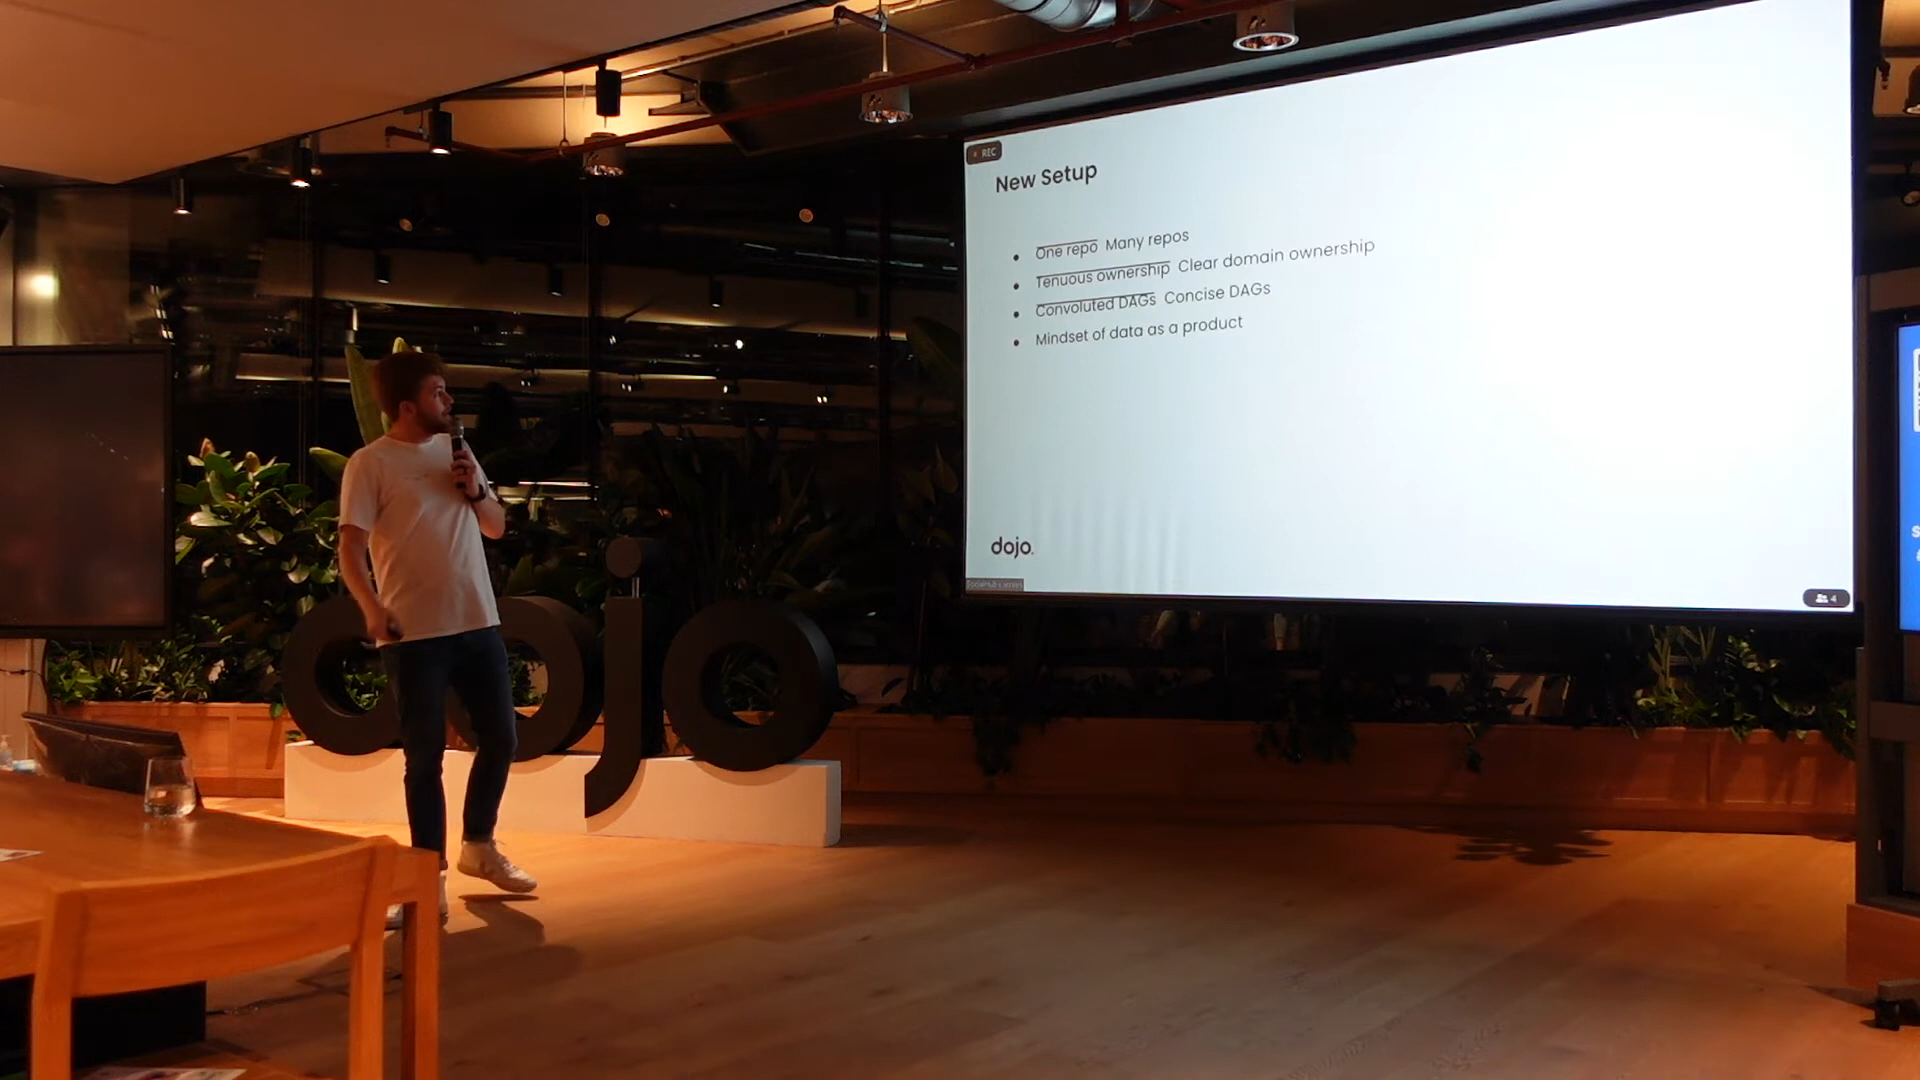 REC
New Setup
One repo Many repos
Tenuous ownership Clear domain ownership
Convoluted DAGs Concise DAGs
Mindset of data as a product
dojo.
4
dojo